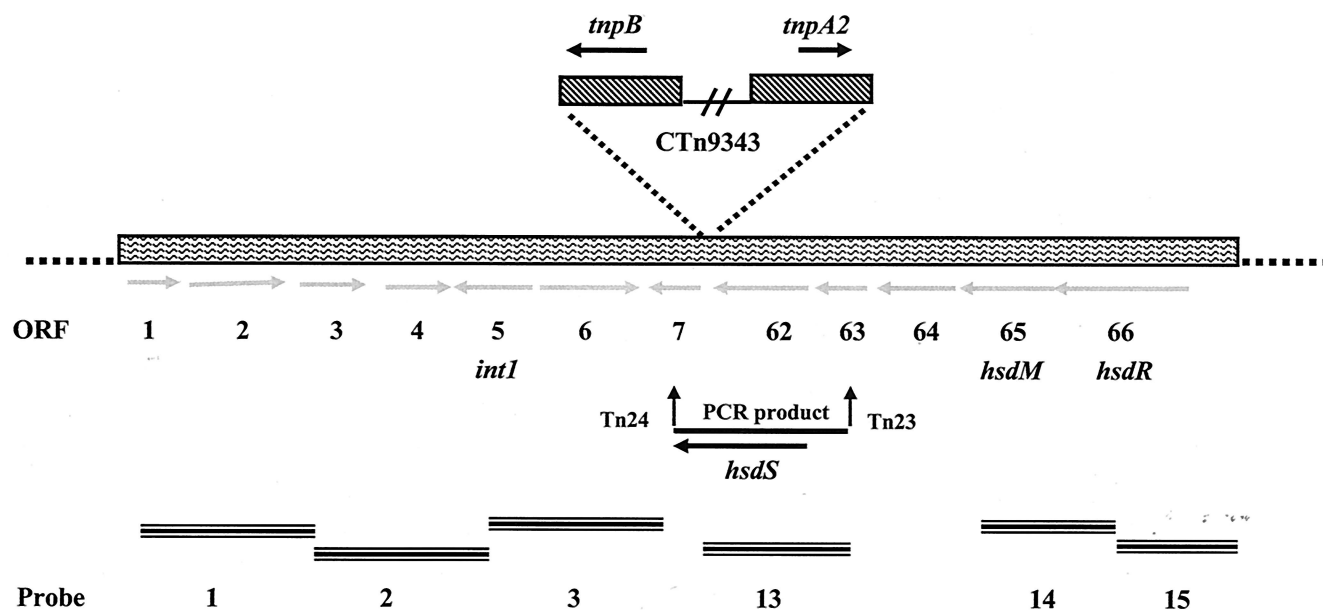 tnpB tnpA2
CTn9343
ORF 1 2 3 4 5 6 7 62 63 64 65 66
int1 hsdM hsdR
Tn24 PCR product Tn23
hsdS
Probe 1 2 3 13 14 15